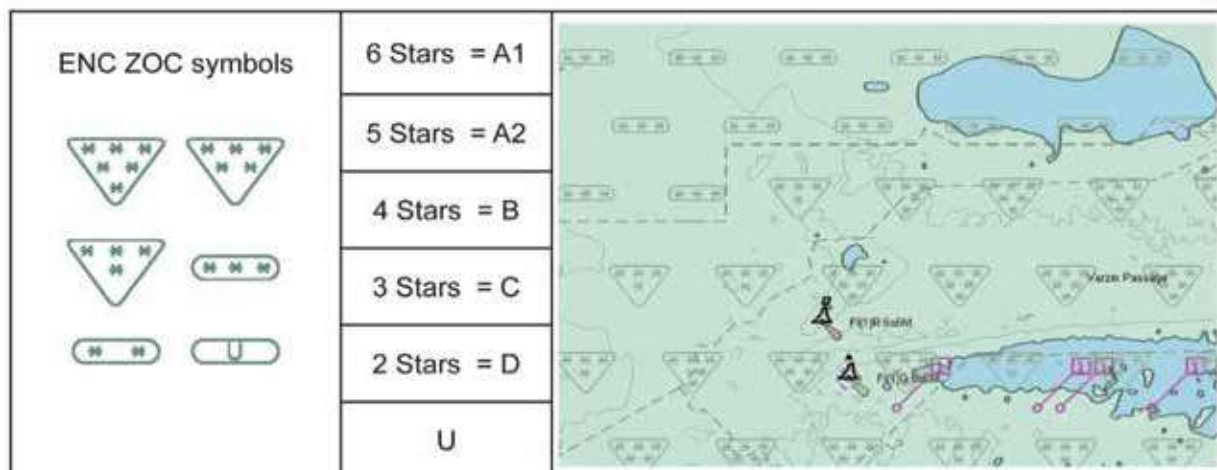 ENC ZOC symbols
U
6 Stars = A1
5 Stars = A2
4 Stars = B
3 Stars = C
2 Stars = D
U
Varne Passage